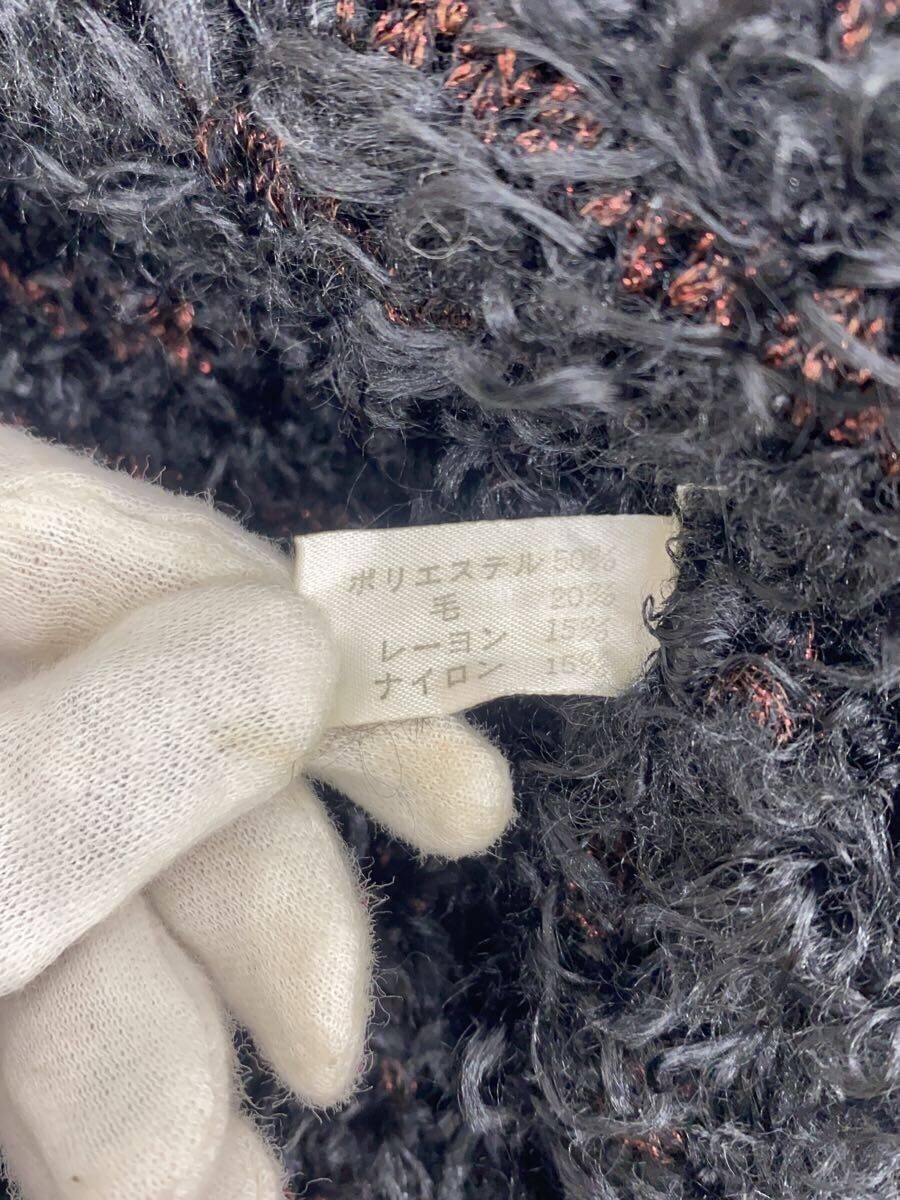 ポリエステル 50%
毛 20%
レーヨン 15%
ナイロン 15%